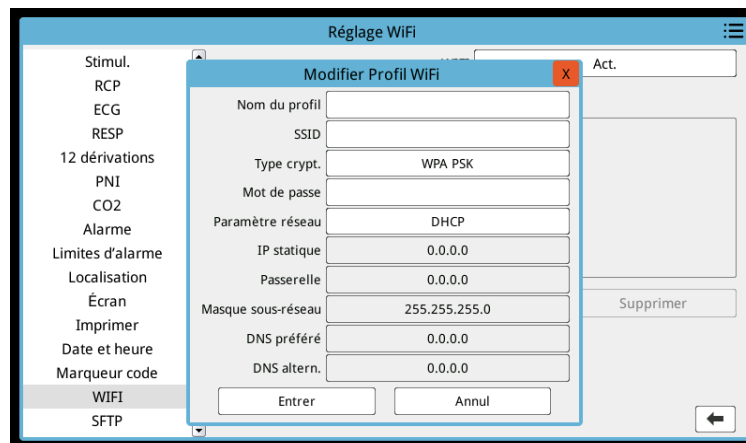 Réglage WiFi
Stimul.
RCP
ECG
RESP
12 dérivations
PNI
CO2
Alarme
Limites d'alarme
Localisation
Écran
Imprimer
Date et heure
Marqueur code
WIFI
SFTP
Act.
Modifier Profil WiFi
X
Nom du profil
SSID
Type crypt. WPA PSK
Mot de passe
Paramètre réseau DHCP
IP statique 0.0.0.0
Passerelle 0.0.0.0
Masque sous-réseau 255.255.255.0
DNS préféré 0.0.0.0
DNS altern. 0.0.0.0
Entrer Annul
Supprimer